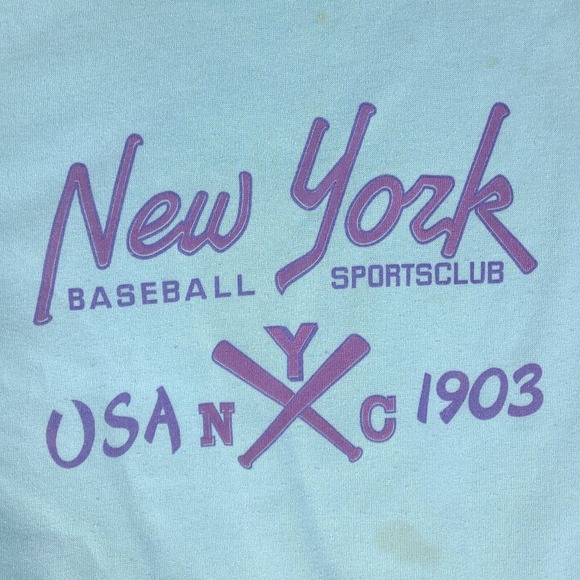 New York
BASEBALL SPORTSCLUB
Y
USA N C 1903